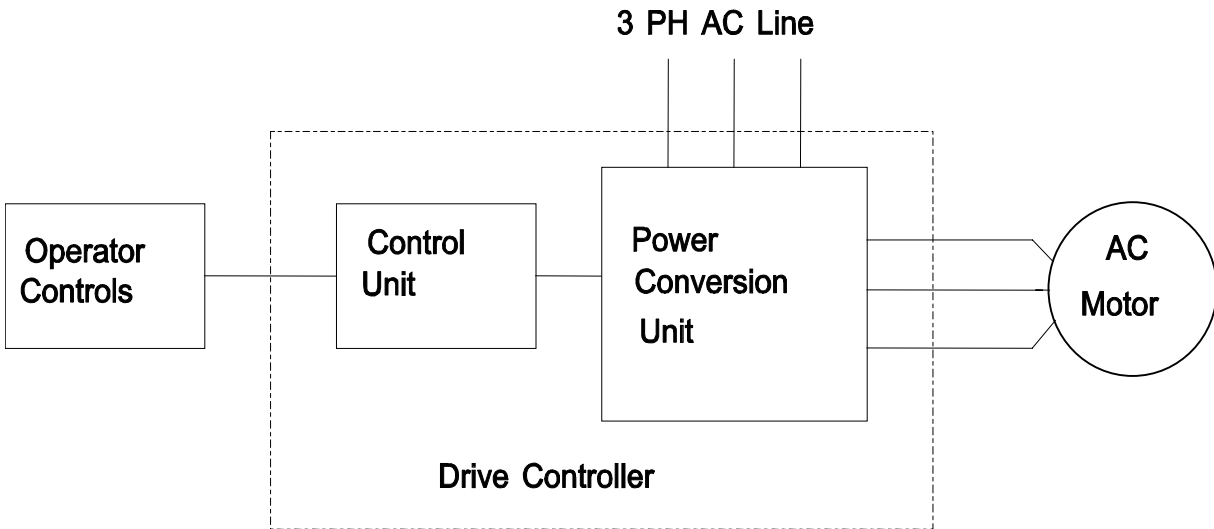 3 PH AC Line
Operator
Controls
Control
Unit
Power
Conversion
Unit
AC
Motor
Drive Controller